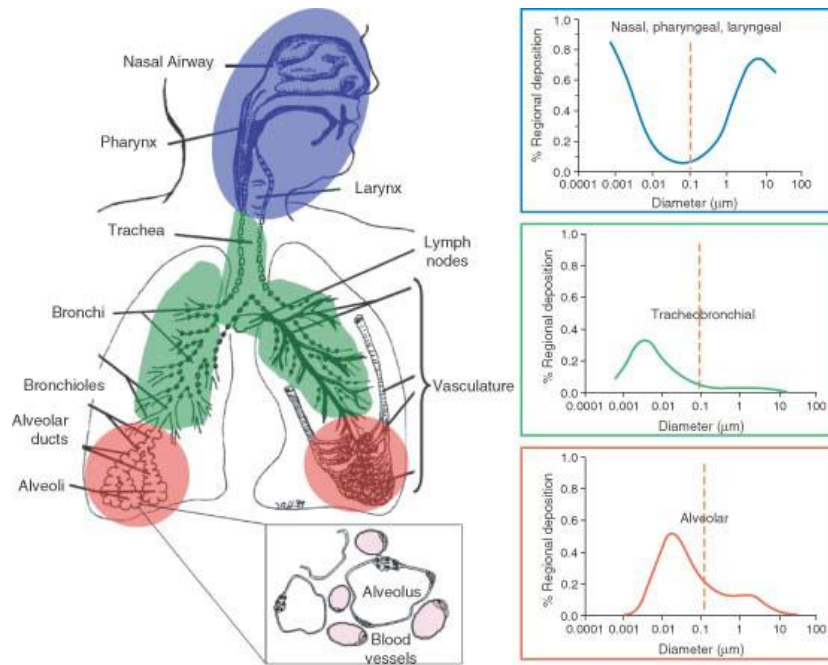 Nasal Airway
Pharynx
Larynx
Trachea
Lymph
nodes
Bronchi
Bronchioles
Vasculature
Alveolar
ducts
Alveoli
Alveolus
Blood
vessels
Nasal, pharyngeal, laryngeal
% Regional deposition
1.0
0.8
0.6
0.4
0.2
0.0
0.0001 0.001 0.01 0.1 1 10 100
Diameter (μm)
Tracheobronchial
% Regional deposition
1.0
0.8
0.6
0.4
0.2
0.0
0.0001 0.001 0.01 0.1 1 10 100
Diameter (μm)
Alveolar
% Regional deposition
1.0
0.8
0.6
0.4
0.2
0.0
0.0001 0.001 0.01 0.1 1 10 100
Diameter (μm)